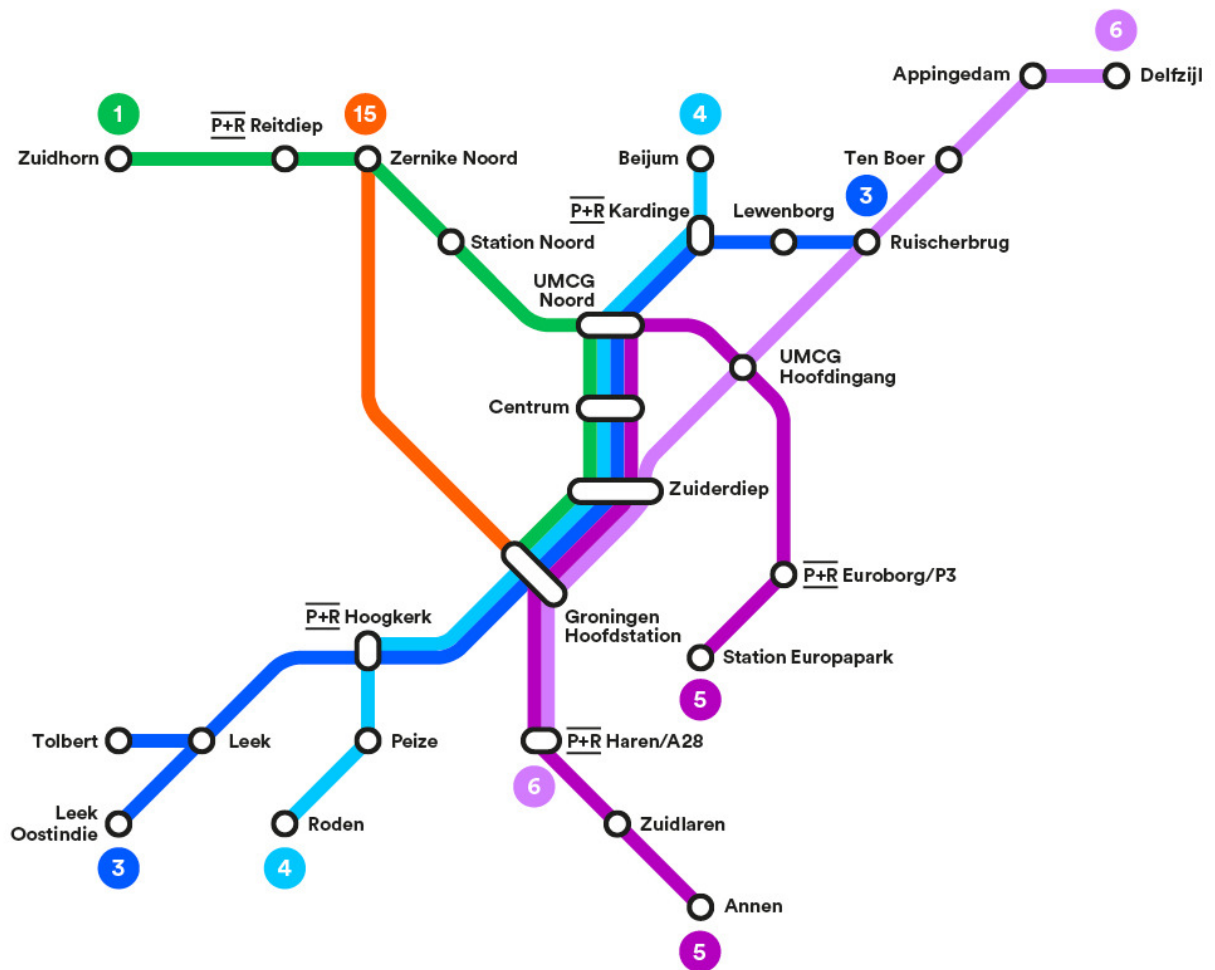 6
Appingedam
Delfzijl
1
P+R Reitdiep
15
4
Zuidhorn
Zernike Noord
Beijum
Ten Boer
3
P+R Kardinge
Lewenborg
Station Noord
Ruischerbrug
UMCG
Noord
UMCG
Hoofdingang
Centrum
Zuiderdiep
P+R Euroborg/P3
P+R Hoogkerk
Groningen
Hoofdstation
Station Europapark
5
Tolbert
Leek
Peize
P+R Haren/A28
6
Leek
Oostindie
Roden
Zuidlaren
3
4
Annen
5